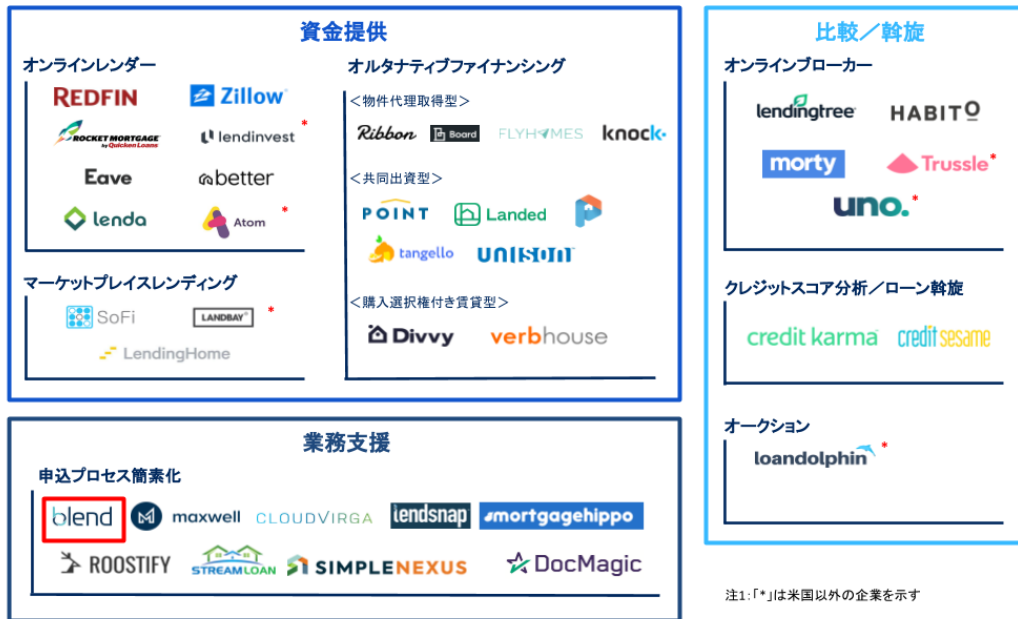 資金提供
オンラインレンダー
REDFIN
Zillow
ROCKET MORTGAGE
by Quicken Loans
lendinvest *
Eave
better
lenda
Atom *
マーケットプレイスレンディング
SoFi
LANDBAY *
LendingHome
オルタナティブファイナンシング
＜物件代理取得型＞
Ribbon
Board
FLYHOMES
knock
＜共同出資型＞
POINT
Landed
tangello
UNISON
＜購入選択権付き賃貸型＞
Divvy
verbhouse
業務支援
申込プロセス簡素化
blend
maxwell
CLOUDVIRGA
lendsnap
mortgagehippo
ROOSTIFY
STREAMLOAN
SIMPLENEXUS
DocMagic
比較／斡旋
オンラインブローカー
lendingtree
HABITO
morty
Trussle *
uno. *
クレジットスコア分析／ローン斡旋
credit karma
credit sesame
オークション
loandolphin *
注1:「*」は米国以外の企業を示す